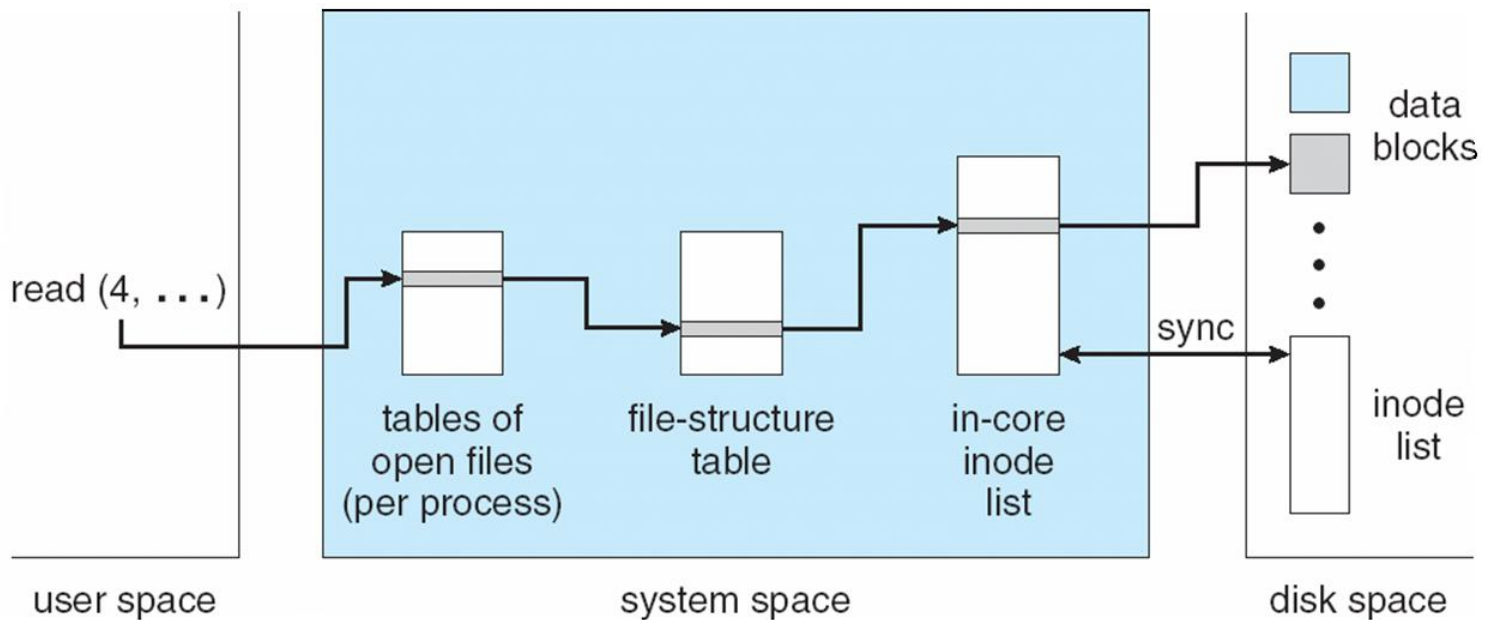 read (4, ...)
tables of
open files
(per process)
file-structure
table
in-core
inode
list
data
blocks
sync
inode
list
user space
system space
disk space